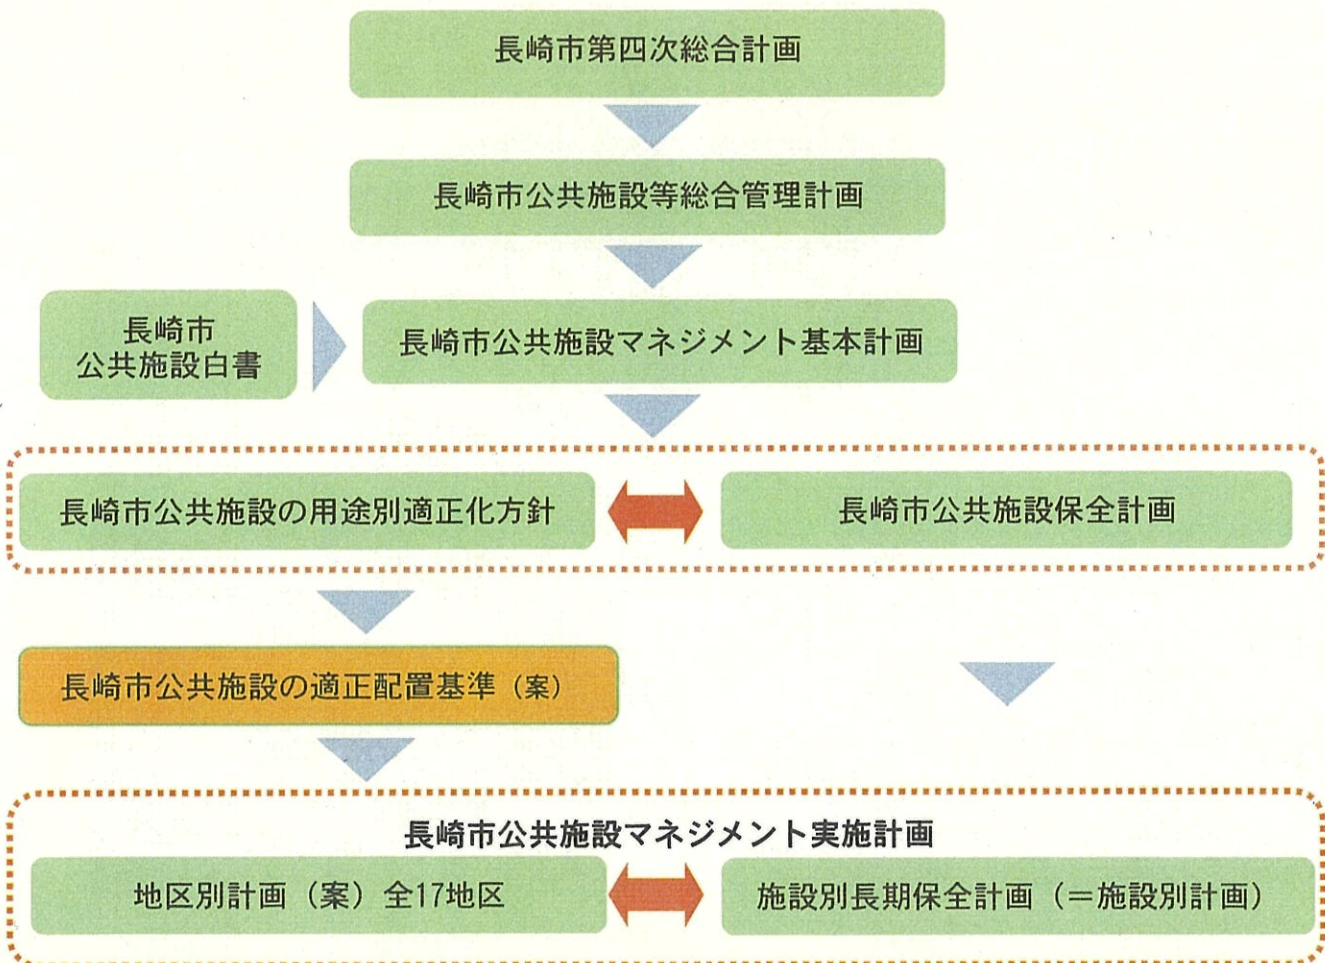 長崎市第四次総合計画
長崎市公共施設等総合管理計画
長崎市
公共施設白書
長崎市公共施設マネジメント基本計画
長崎市公共施設の用途別適正化方針
長崎市公共施設保全計画
長崎市公共施設の適正配置基準（案）
長崎市公共施設マネジメント実施計画
地区別計画（案）全17地区
施設別長期保全計画（＝施設別計画）